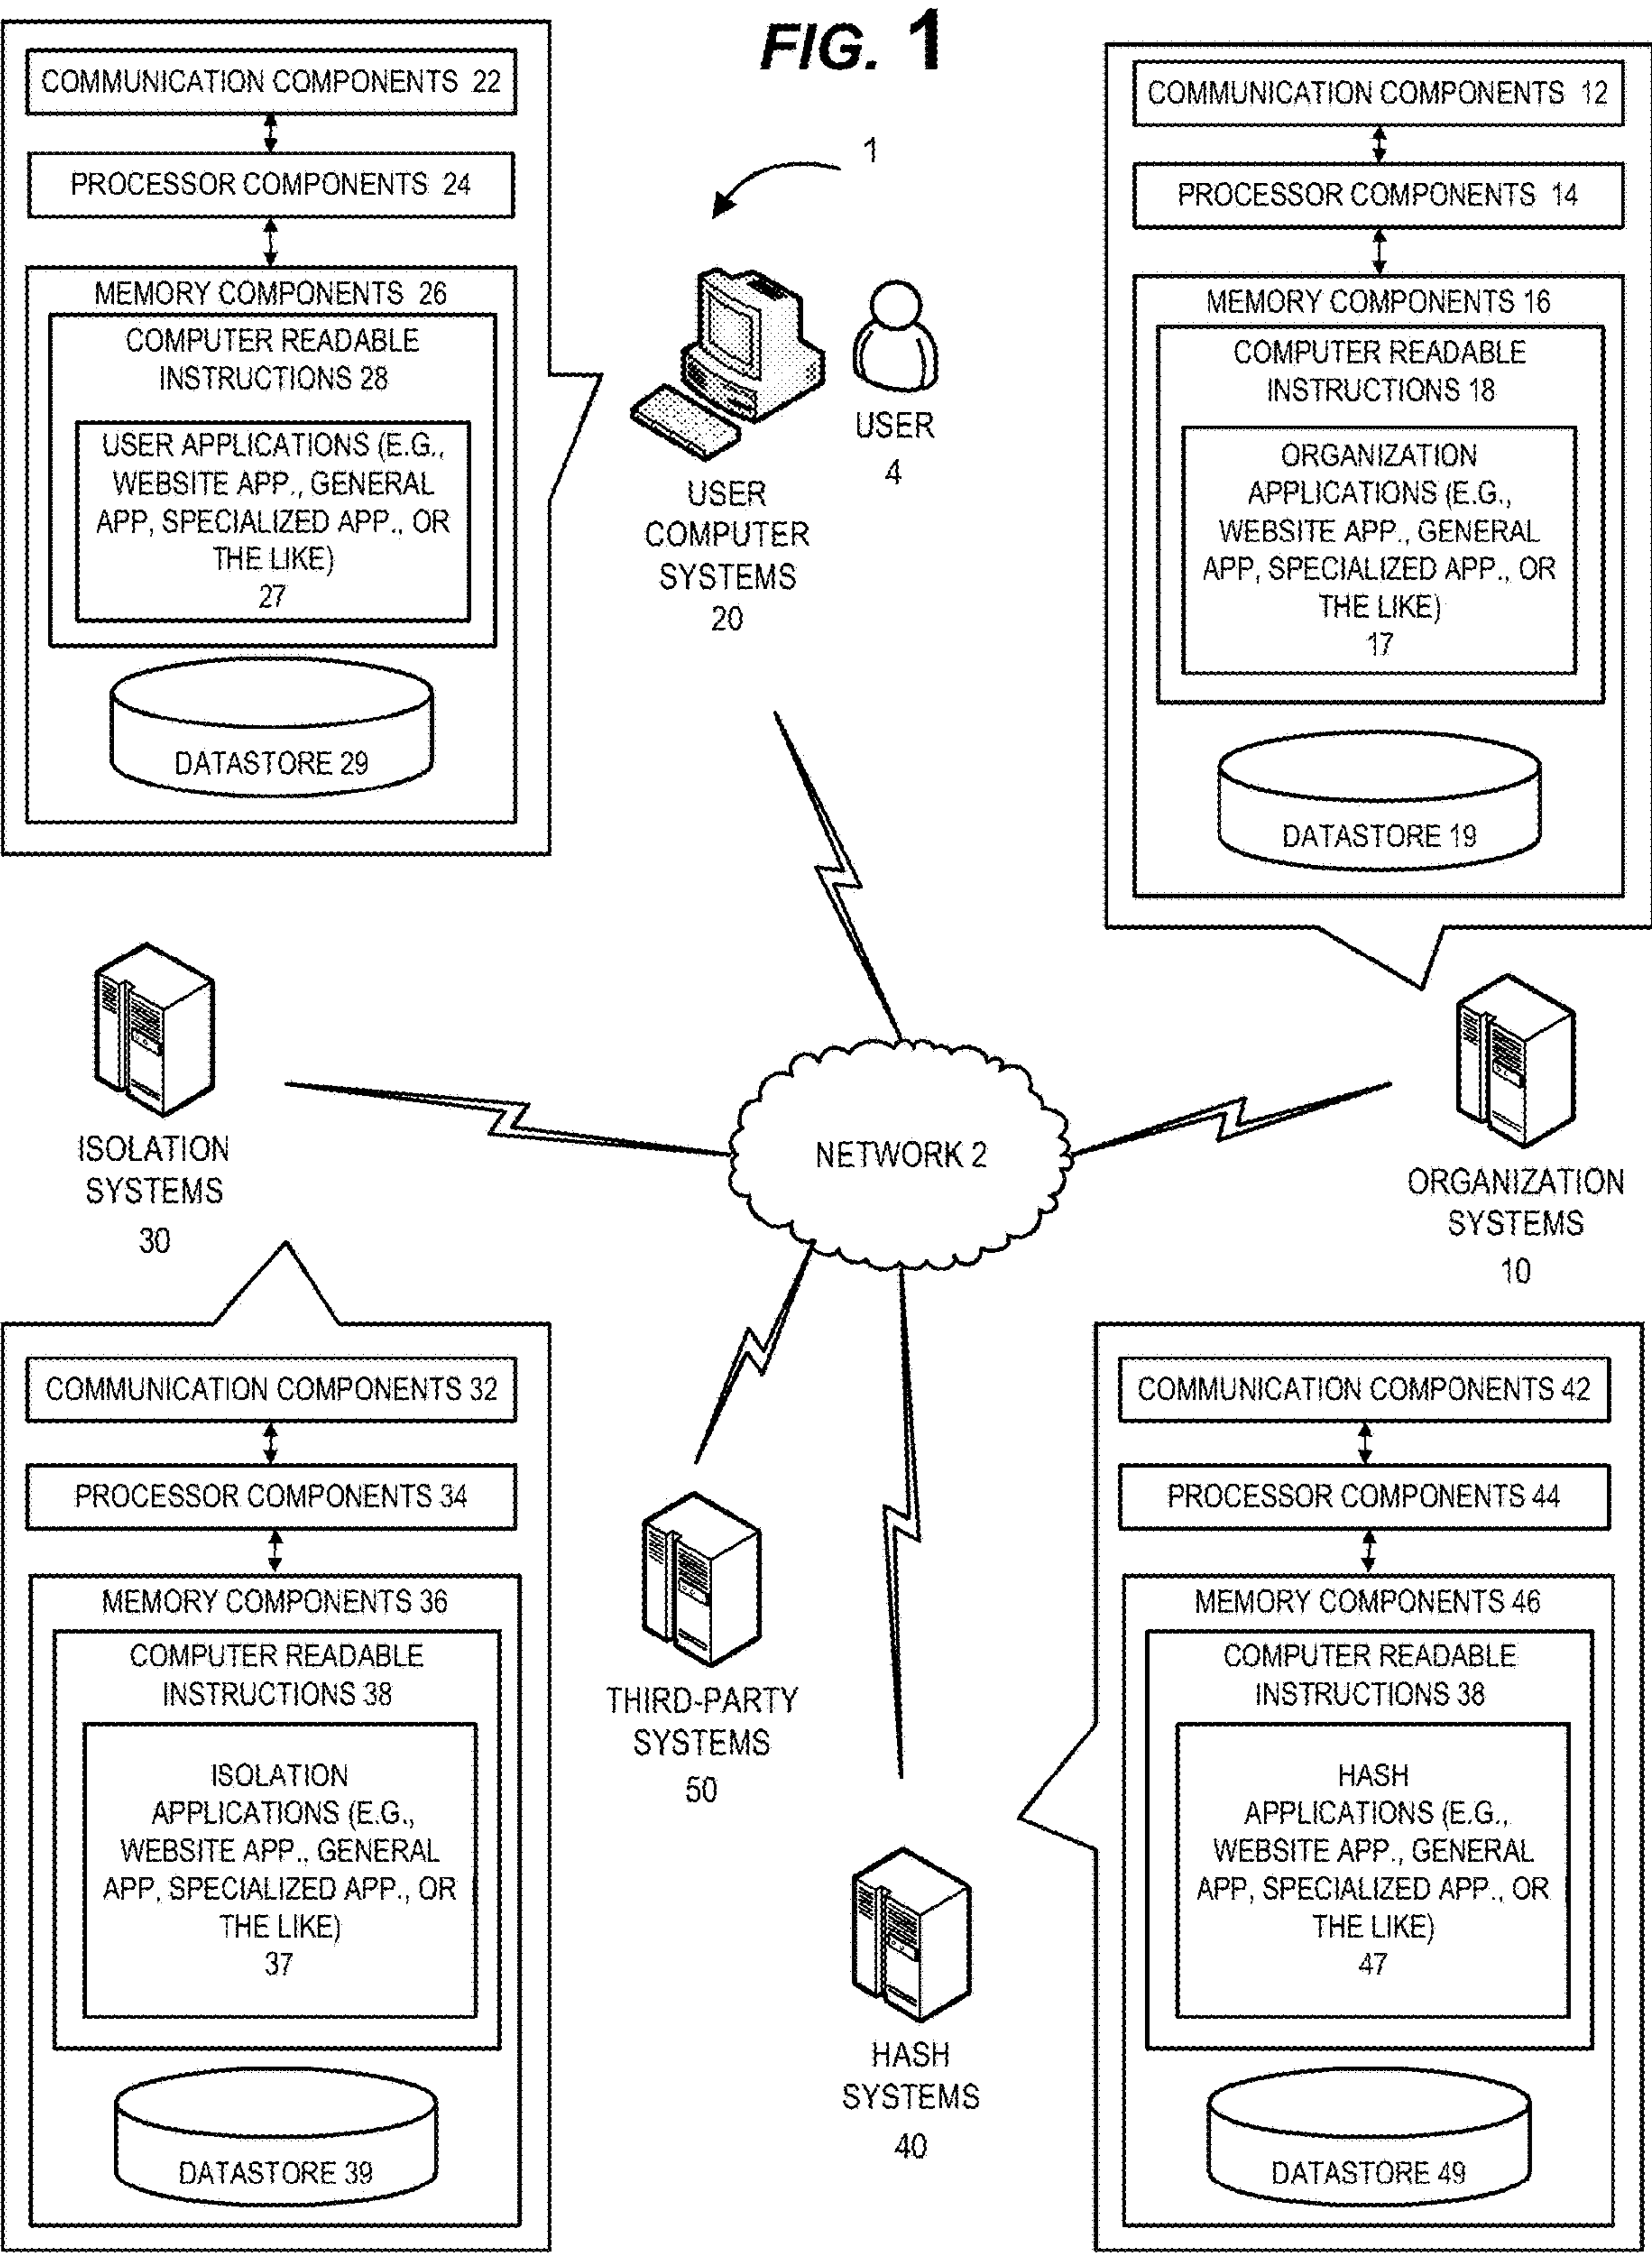 FIG. 1
COMMUNICATION COMPONENTS 22
PROCESSOR COMPONENTS 24
MEMORY COMPONENTS 26
COMPUTER READABLE
INSTRUCTIONS 28
USER APPLICATIONS (E.G.,
WEBSITE APP., GENERAL
APP, SPECIALIZED APP., OR
THE LIKE)
27
DATASTORE 29
1
USER
4
USER
COMPUTER
SYSTEMS
20
COMMUNICATION COMPONENTS 12
PROCESSOR COMPONENTS 14
MEMORY COMPONENTS 16
COMPUTER READABLE
INSTRUCTIONS 18
ORGANIZATION
APPLICATIONS (E.G.,
WEBSITE APP., GENERAL
APP, SPECIALIZED APP., OR
THE LIKE)
17
DATASTORE 19
ISOLATION
SYSTEMS
30
NETWORK 2
ORGANIZATION
SYSTEMS
10
COMMUNICATION COMPONENTS 32
PROCESSOR COMPONENTS 34
MEMORY COMPONENTS 36
COMPUTER READABLE
INSTRUCTIONS 38
ISOLATION
APPLICATIONS (E.G.,
WEBSITE APP., GENERAL
APP, SPECIALIZED APP., OR
THE LIKE)
37
DATASTORE 39
THIRD-PARTY
SYSTEMS
50
HASH
SYSTEMS
40
COMMUNICATION COMPONENTS 42
PROCESSOR COMPONENTS 44
MEMORY COMPONENTS 46
COMPUTER READABLE
INSTRUCTIONS 38
HASH
APPLICATIONS (E.G.,
WEBSITE APP., GENERAL
APP, SPECIALIZED APP., OR
THE LIKE)
47
DATASTORE 49